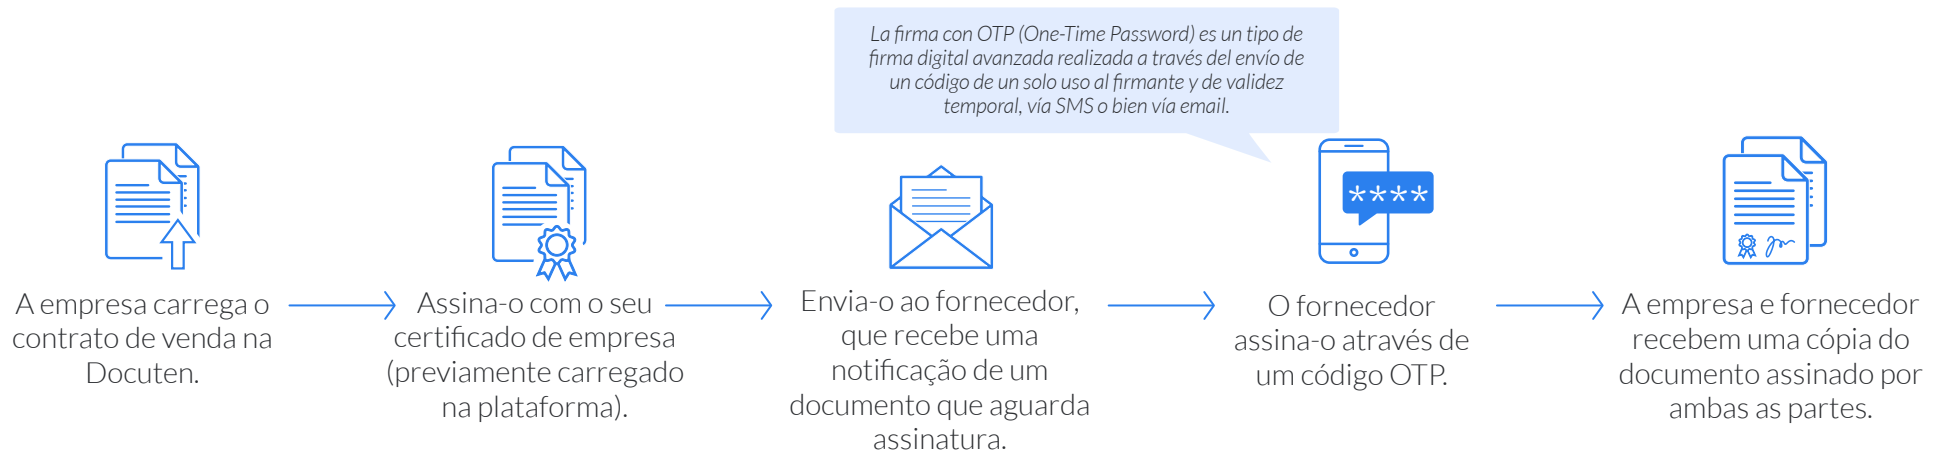 La firma con OTP (One-Time Password) es un tipo de
firma digital avanzada realizada a través del envío de
un código de un solo uso al firmante y de validez
temporal, vía SMS o bien vía email.
****
A empresa carrega o
contrato de venda na
Docuten.
Assina-o com o seu
certificado de empresa
(previamente carregado
na plataforma).
Envia-o ao fornecedor,
que recebe uma
notificação de um
documento que aguarda
assinatura.
O fornecedor
assina-o através de
um código OTP.
A empresa e fornecedor
recebem uma cópia do
documento assinado por
ambas as partes.